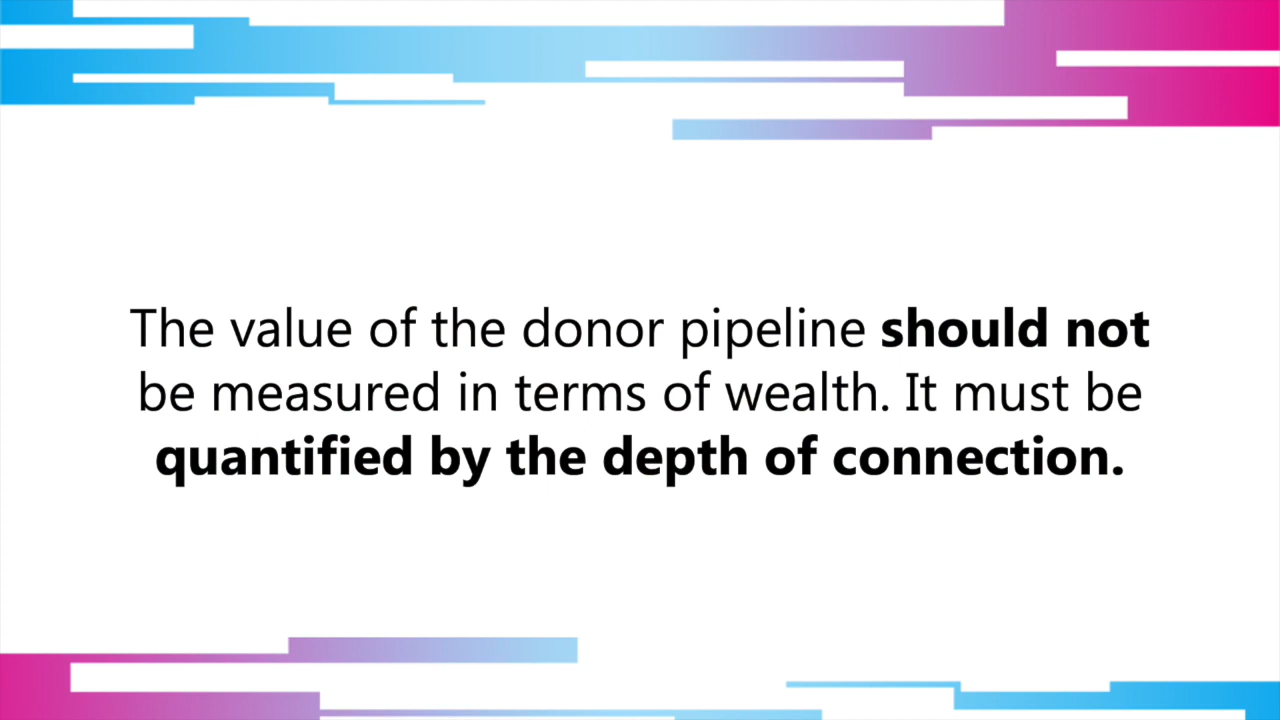 The value of the donor pipeline should not
be measured in terms of wealth. It must be
quantified by the depth of connection.